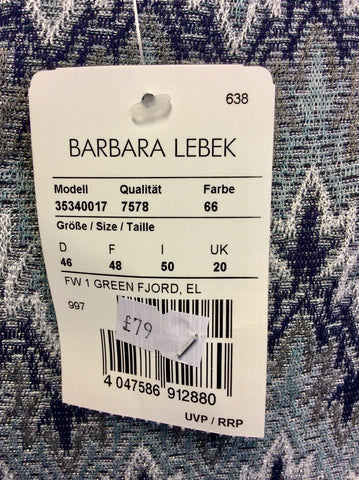 638
BARBARA LEBEK
Modell Qualität Farbe
35340017 7578 66
Größe / Size / Taille
D F I UK
46 48 50 20
FW 1 GREEN FJORD, EL
997
£79
4 047586 912880
UVP / RRP